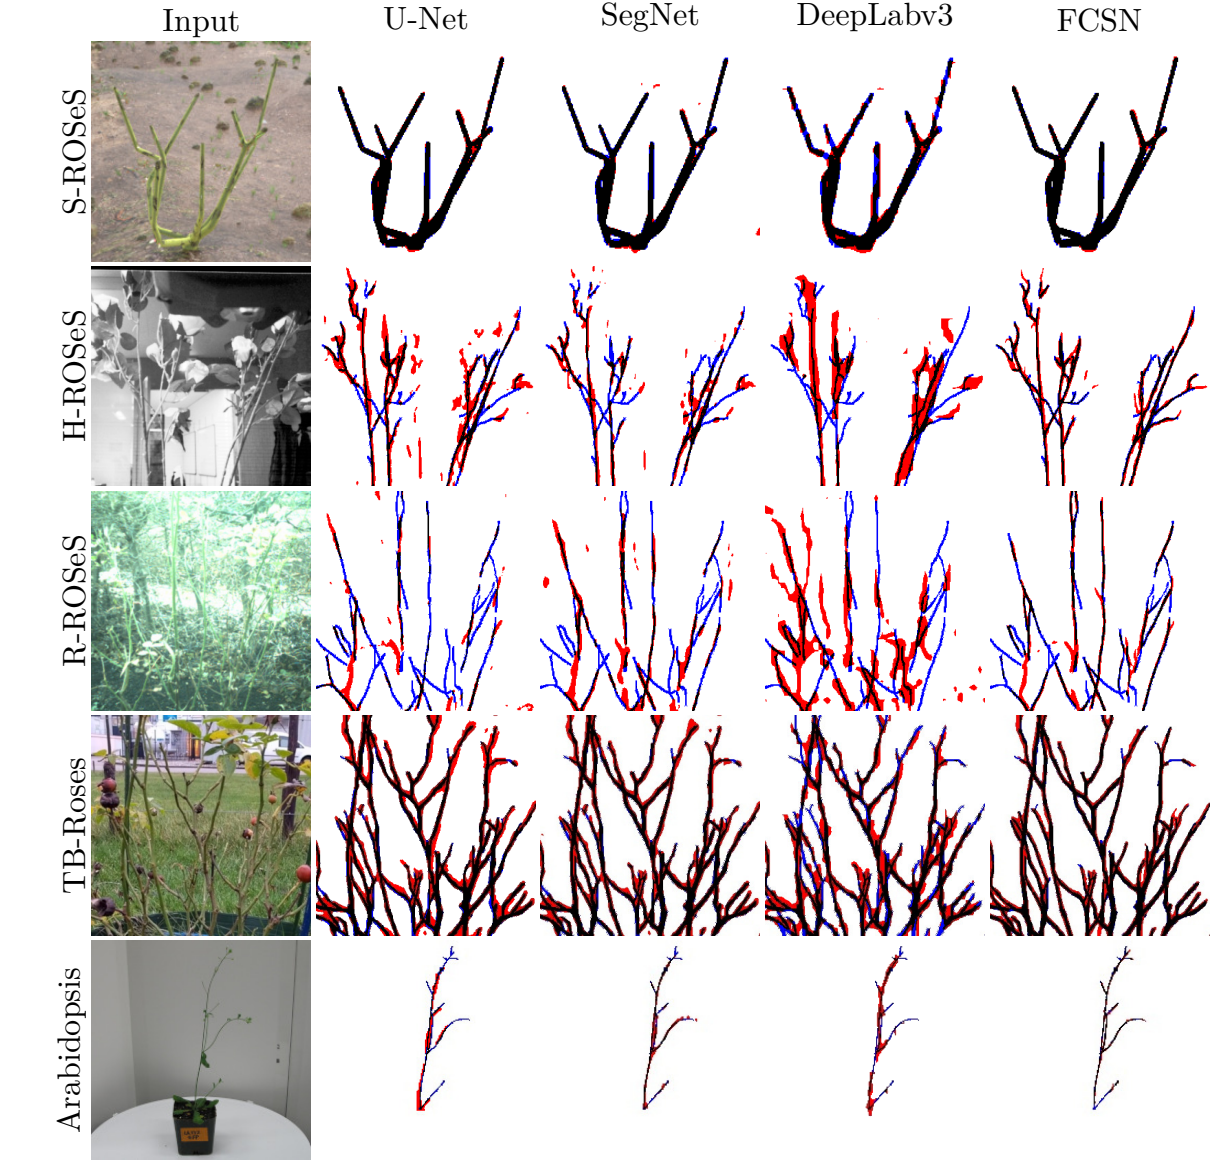 Input U-Net SegNet DeepLabv3 FCSN
S-ROSeS
H-ROSeS
R-ROSeS
TB-Roses
Arabidopsis